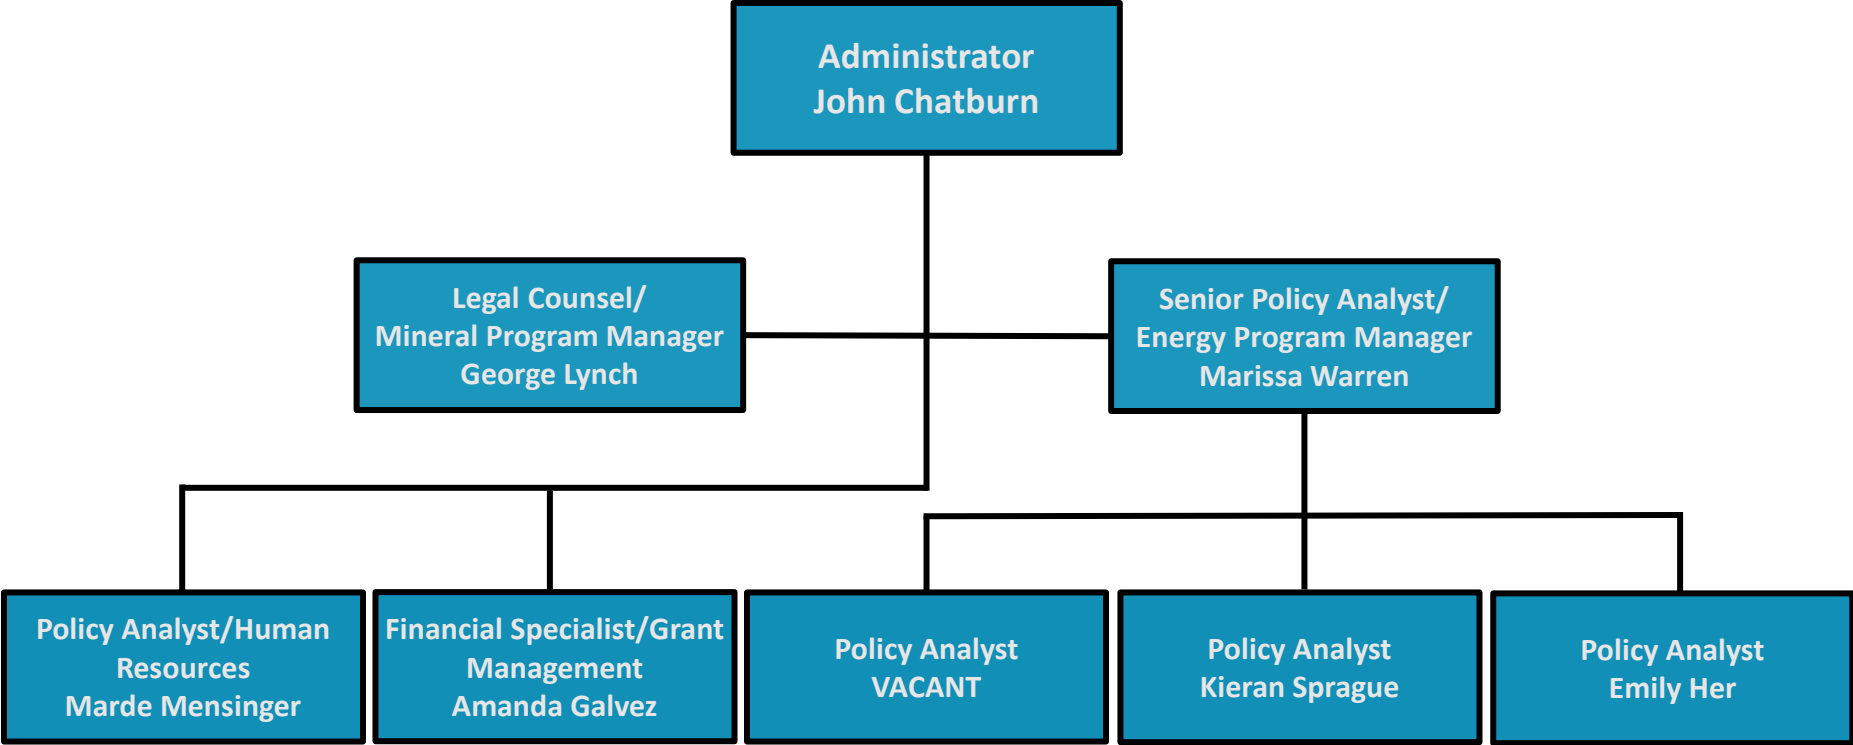 Administrator
John Chatburn
Legal Counsel/
Mineral Program Manager
George Lynch
Senior Policy Analyst/
Energy Program Manager
Marissa Warren
Policy Analyst/Human
Resources
Marde Mensinger
Financial Specialist/Grant
Management
Amanda Galvez
Policy Analyst
VACANT
Policy Analyst
Kieran Sprague
Policy Analyst
Emily Her